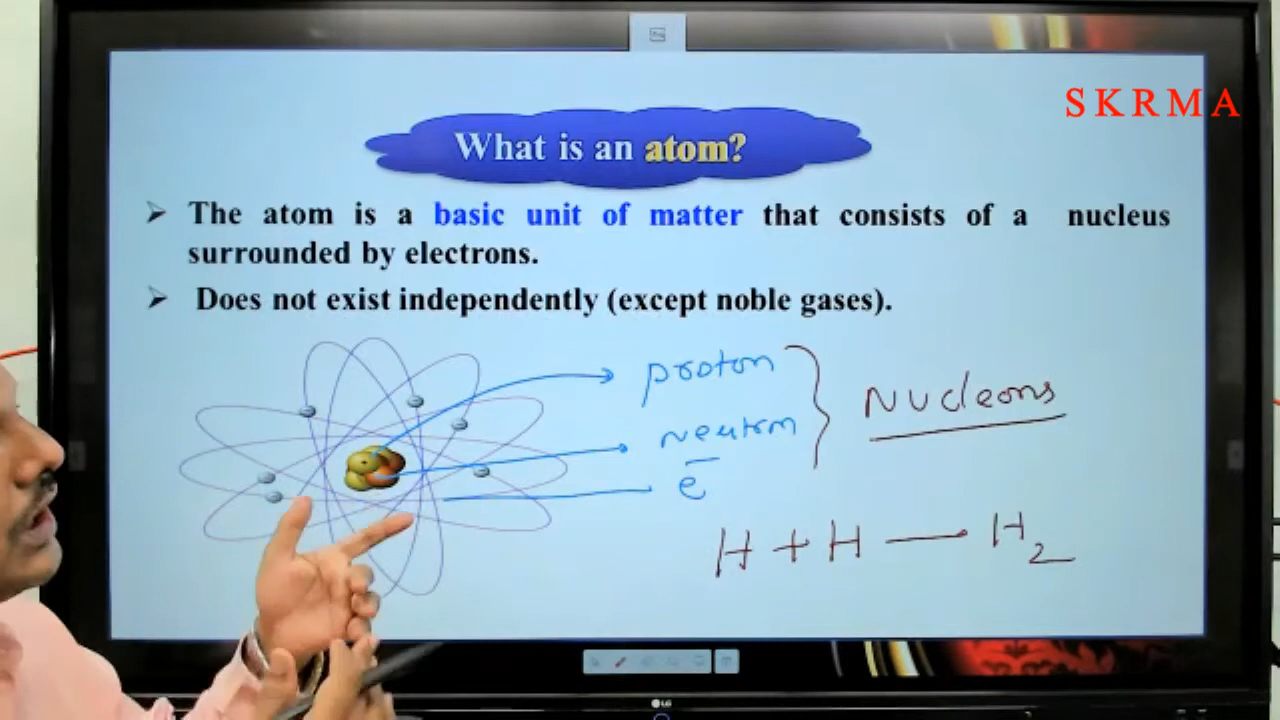 SKRMA
What is an atom?
➢ The atom is a basic unit of matter that consists of a nucleus
surrounded by electrons.
➢ Does not exist independently (except noble gases).
proton
neutron
Nucleons
e⁻
H + H — H₂
LG